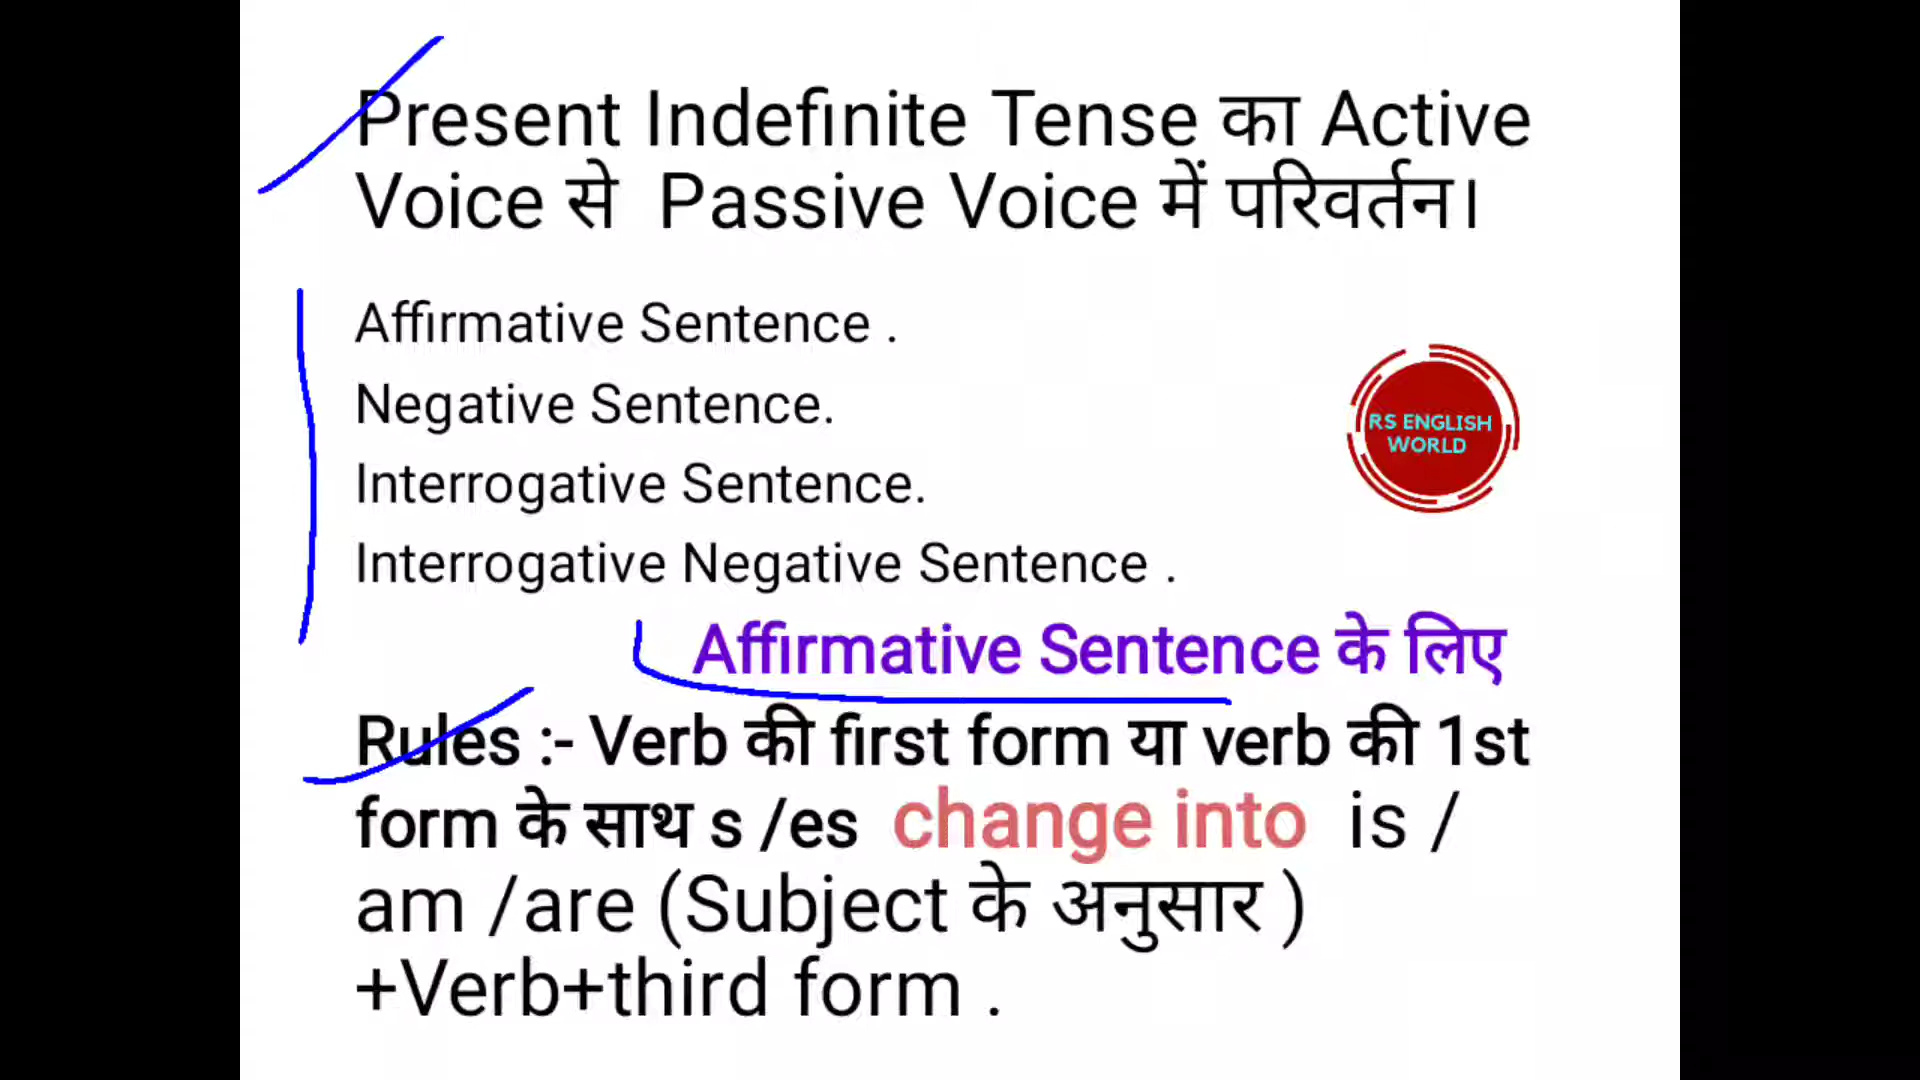 Present Indefinite Tense का Active
Voice से Passive Voice में परिवर्तन।
Affirmative Sentence .
Negative Sentence.
Interrogative Sentence.
Interrogative Negative Sentence .
RS ENGLISH
WORLD
Affirmative Sentence के लिए
Rules :- Verb की first form या verb की 1st
form के साथ s /es change into is /
am /are (Subject के अनुसार )
+Verb+third form .